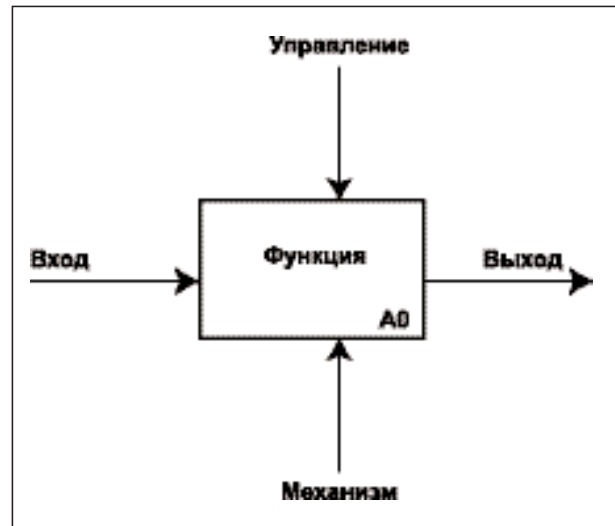 Управление
Вход
Функция
Выход
A0
Механизм